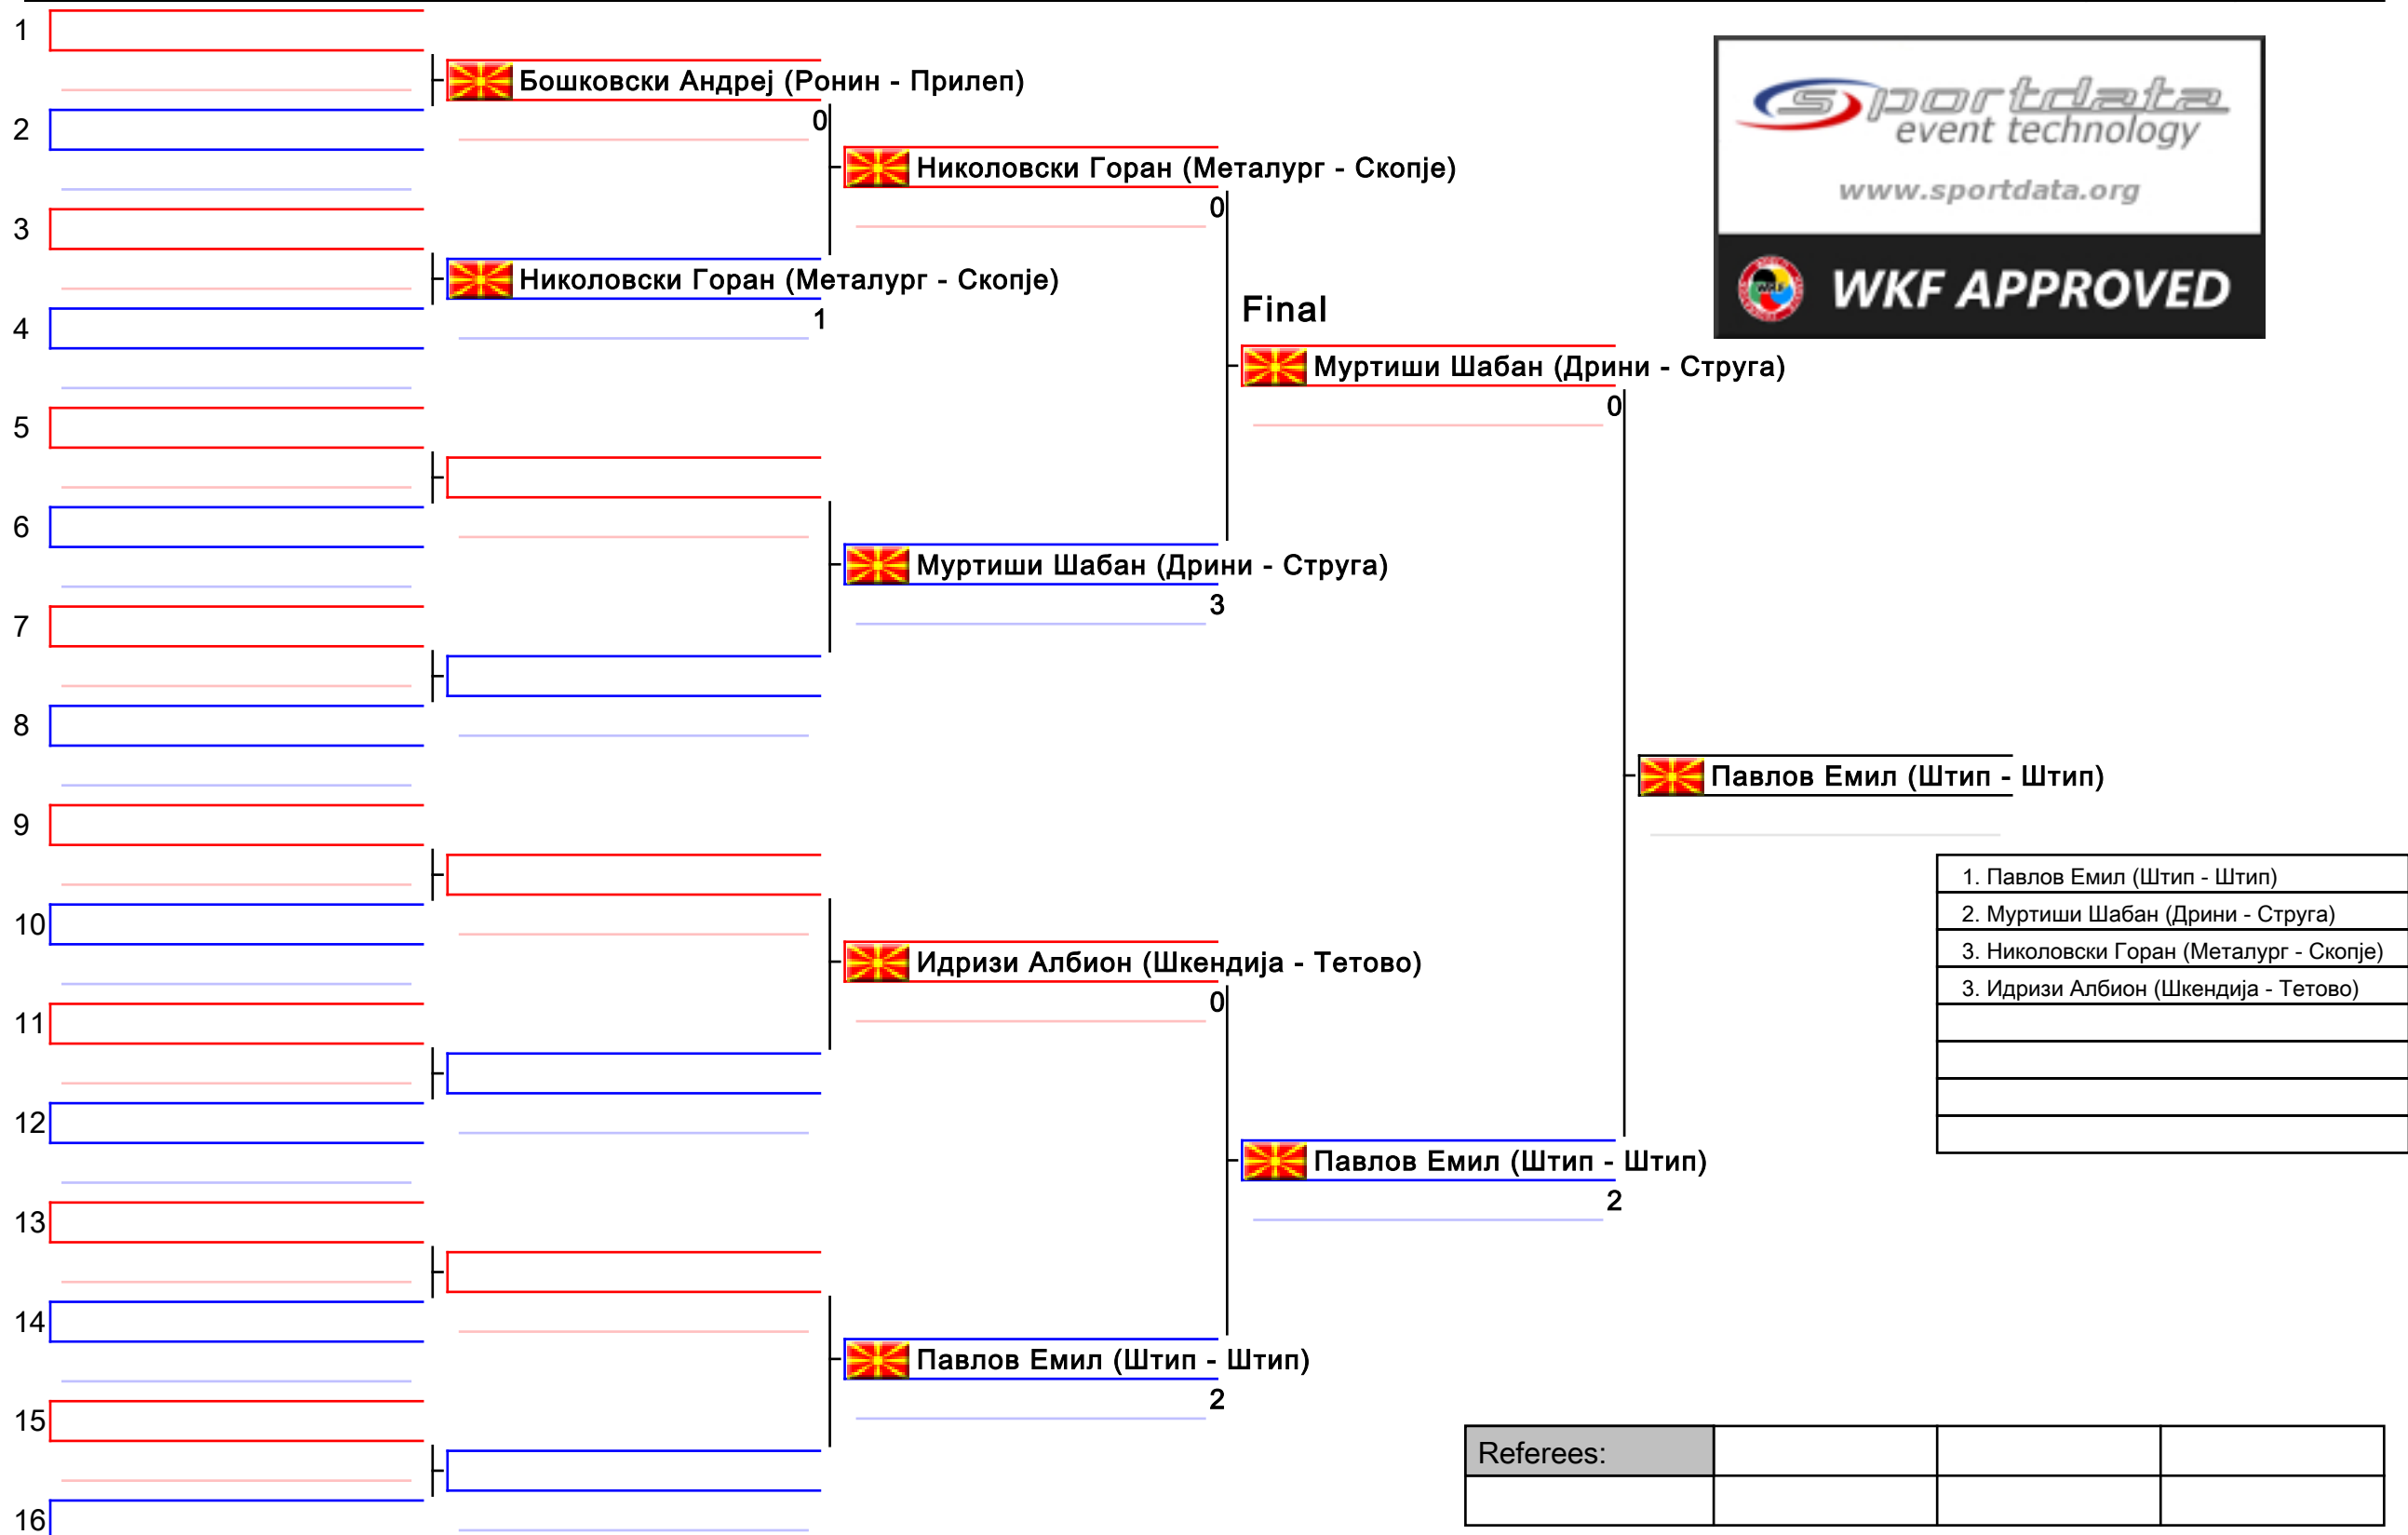 1
Бошковски Андреј (Ронин - Прилеп)
0
2
Николовски Горан (Металург - Скопје)
0
3
Николовски Горан (Металург - Скопје)
1
4
Final
Муртиши Шабан (Дрини - Струга)
0
5
6
Муртиши Шабан (Дрини - Струга)
3
7
8
Павлов Емил (Штип - Штип)
9
10
Идризи Албион (Шкендија - Тетово)
0
11
12
Павлов Емил (Штип - Штип)
2
13
14
Павлов Емил (Штип - Штип)
2
15
16
sportdata
event technology
www.sportdata.org
WKF
WKF APPROVED
1. Павлов Емил (Штип - Штип)
2. Муртиши Шабан (Дрини - Струга)
3. Николовски Горан (Металург - Скопје)
3. Идризи Албион (Шкендија - Тетово)
Referees: